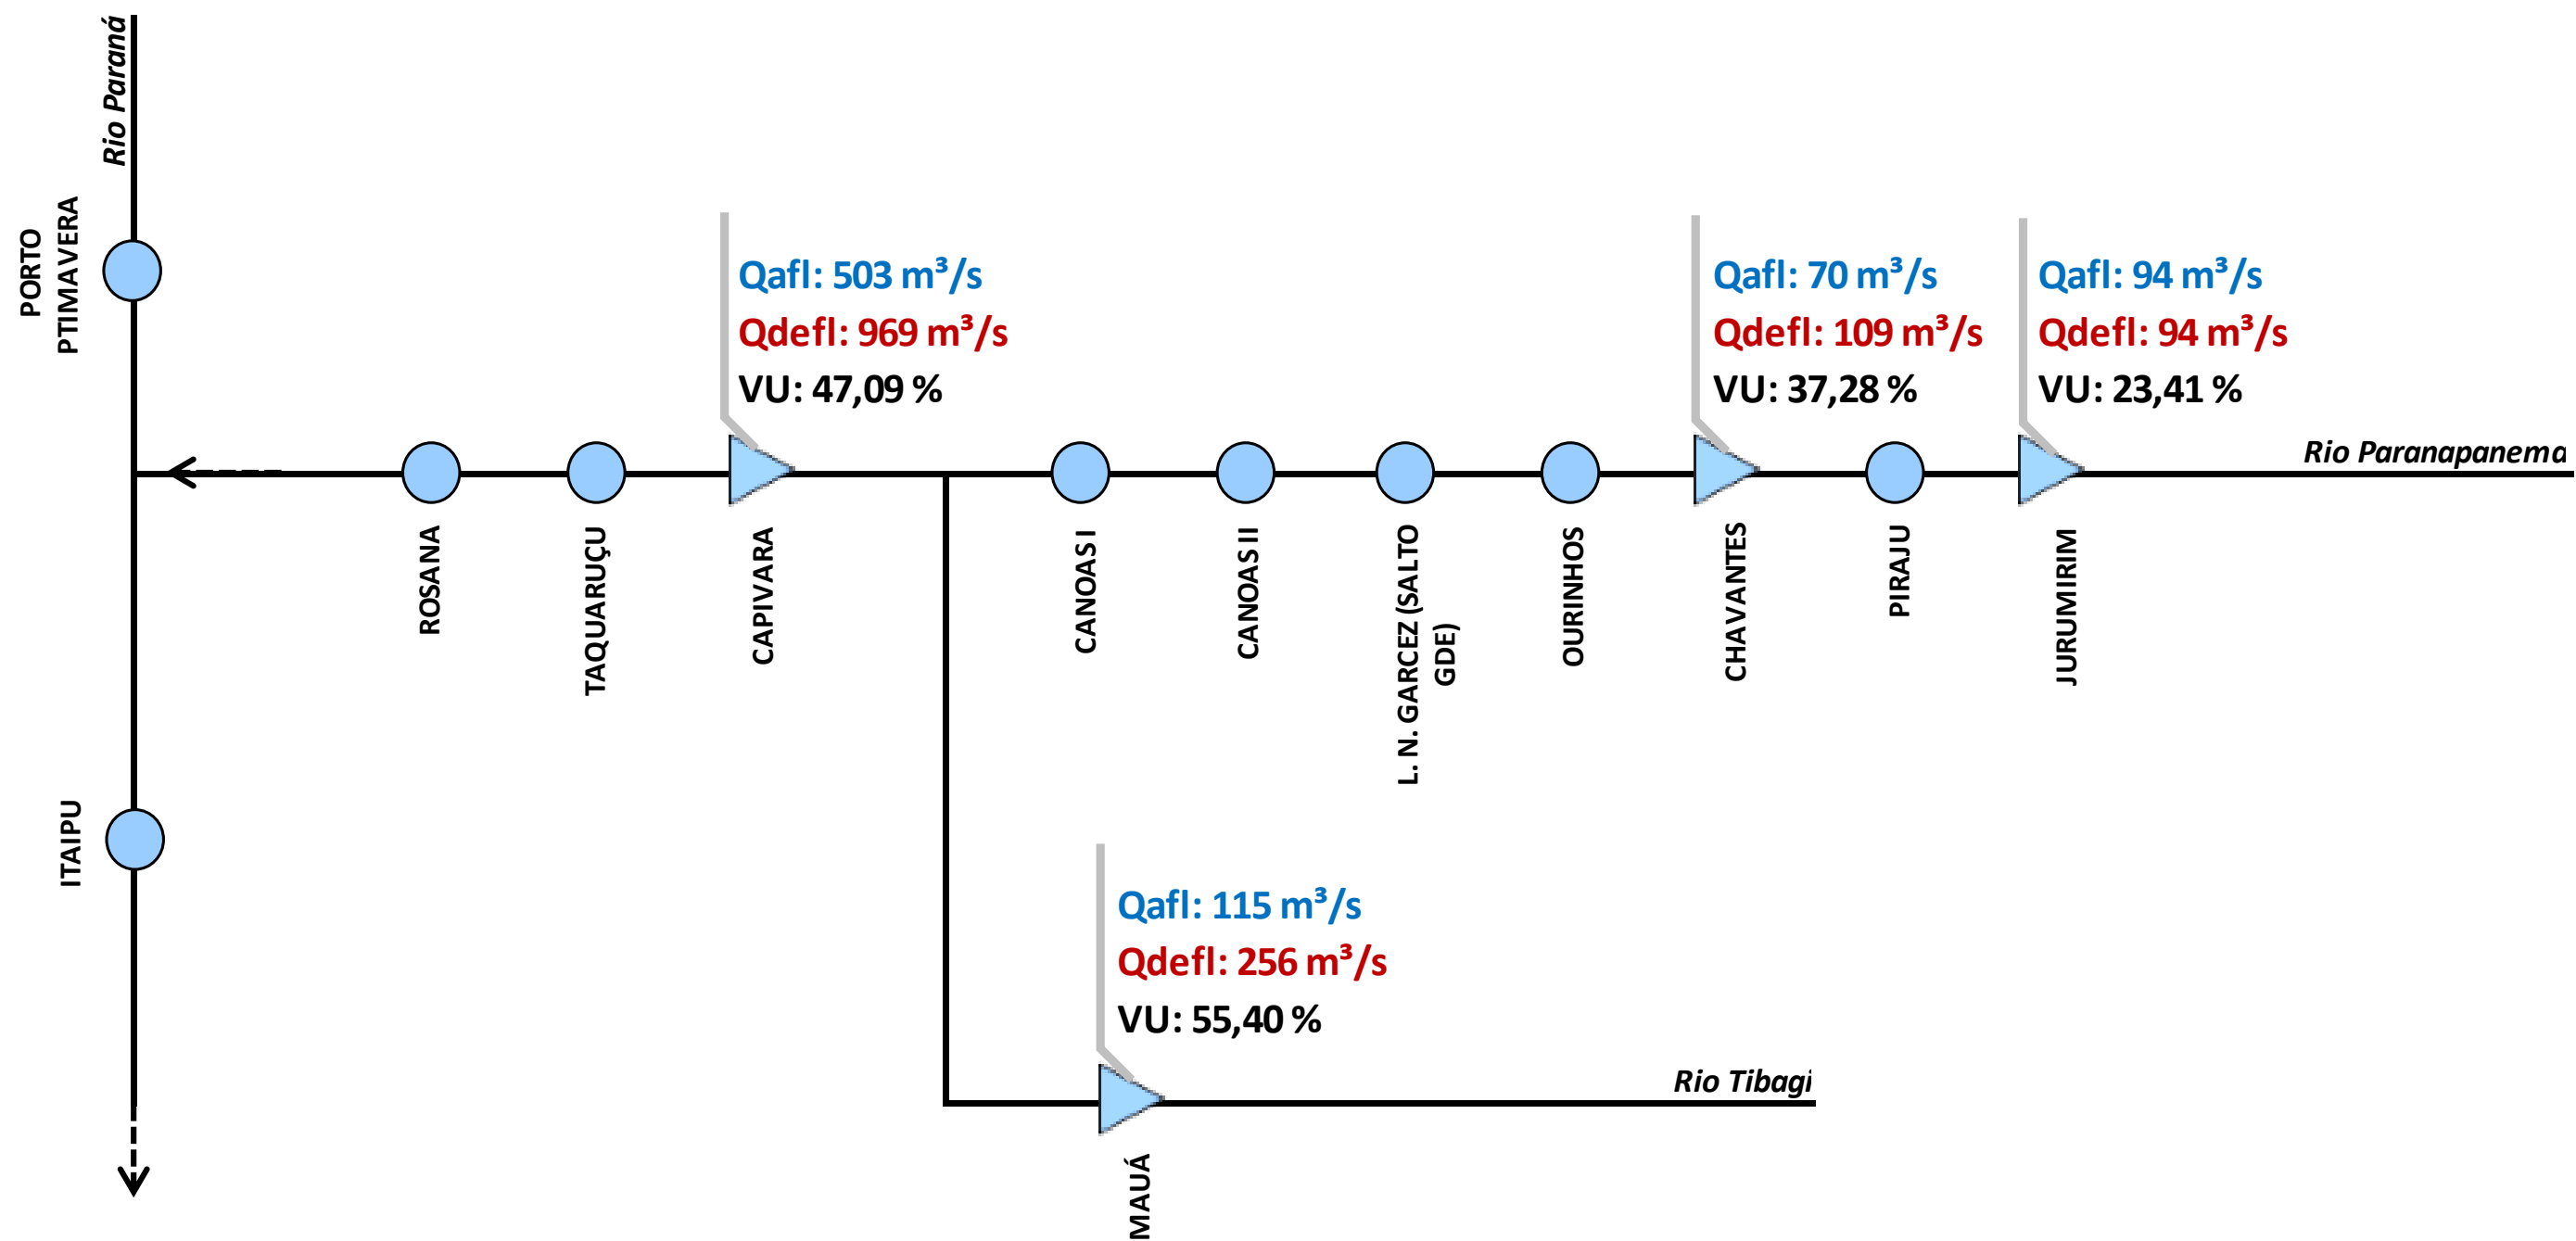 Rio Paraná
PORTO
PTIMAVERA
Qafl: 503 m³/s
Qdefl: 969 m³/s
VU: 47,09 %
Qafl: 70 m³/s
Qdefl: 109 m³/s
VU: 37,28 %
Qafl: 94 m³/s
Qdefl: 94 m³/s
VU: 23,41 %
Rio Paranapanema
ROSANA
TAQUARUÇU
CAPIVARA
CANOAS I
CANOAS II
L. N. GARCEZ (SALTO
GDE)
OURINHOS
CHAVANTES
PIRAJU
JURUMIRIM
ITAIPU
Qafl: 115 m³/s
Qdefl: 256 m³/s
VU: 55,40 %
Rio Tibagi
MAUÁ